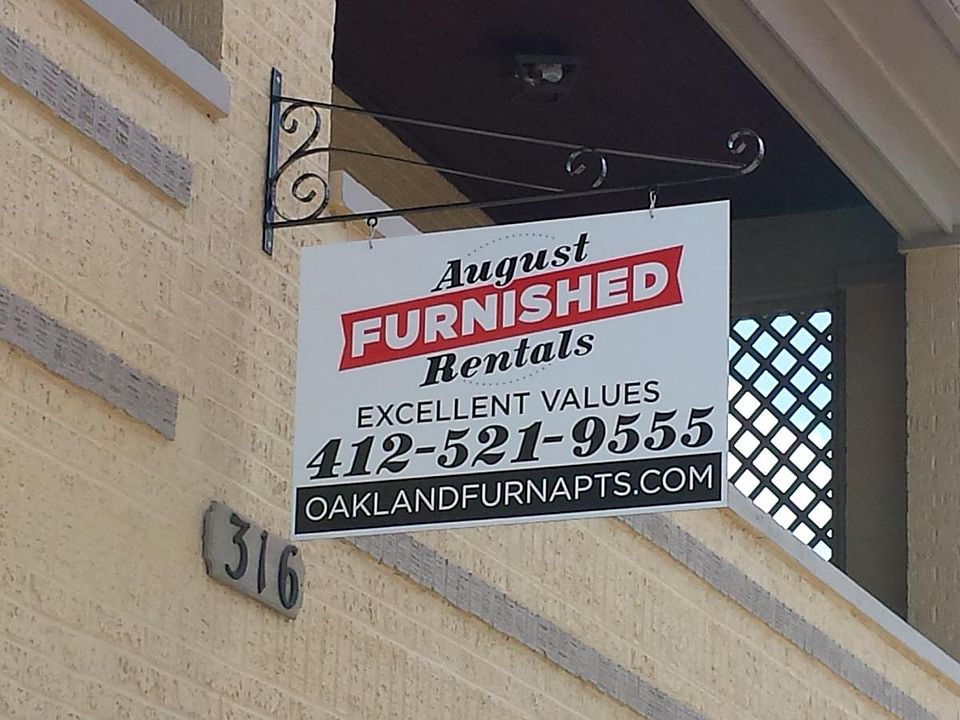 August
FURNISHED
Rentals
EXCELLENT VALUES
412-521-9555
OAKLANDFURNAPTS.COM
316